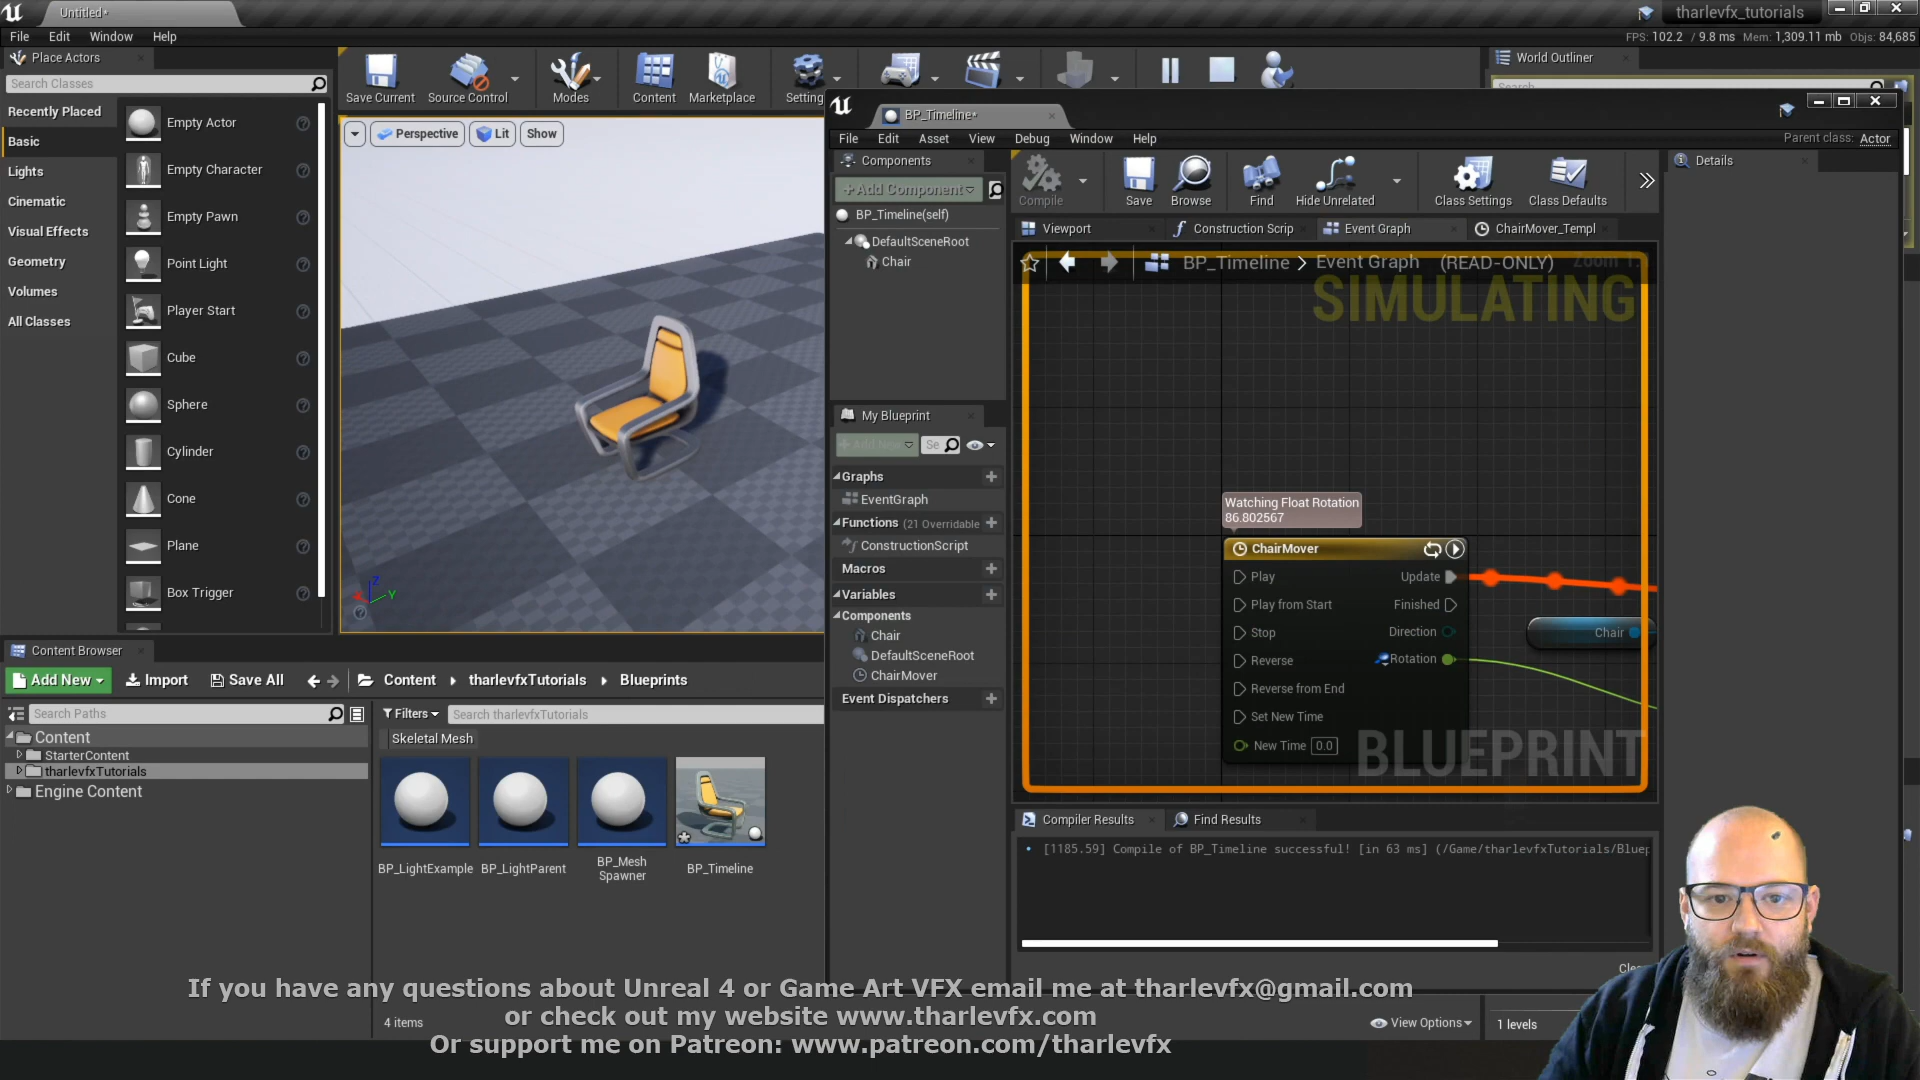 Untitled*
tharlevfx_tutorials
File Edit Window Help
FPS: 102.2 / 9.8 ms Mem: 1,309.11 mb Objs: 84,685
Place Actors
Search Classes
Recently Placed
Basic
Lights
Cinematic
Visual Effects
Geometry
Volumes
All Classes
Empty Actor
Empty Character
Empty Pawn
Point Light
Player Start
Cube
Sphere
Cylinder
Cone
Plane
Box Trigger
Save Current
Source Control
Modes
Content
Marketplace
Setting
World Outliner
Search
Perspective
Lit
Show
Z
Y
BP_Timeline*
File Edit Asset View Debug Window Help
Parent class: Actor
Components
+Add Component
BP_Timeline(self)
DefaultSceneRoot
Chair
Compile
Save
Browse
Find
Hide Unrelated
Class Settings
Class Defaults
Details
Viewport
Construction Scrip
Event Graph
ChairMover_Templ
BP_Timeline > Event Graph (READ-ONLY)
SIMULATING
My Blueprint
+Add New
Se
Graphs
EventGraph
Functions (21 Overridable
ConstructionScript
Macros
Variables
Components
Chair
DefaultSceneRoot
ChairMover
Event Dispatchers
Watching Float Rotation
86.802567
ChairMover
Play Update
Play from Start Finished
Stop Direction
Reverse Rotation
Reverse from End
Set New Time
New Time 0.0
Chair
BLUEPRINT
Compiler Results
Find Results
[1185.59] Compile of BP_Timeline successful! [in 63 ms] (/Game/tharlevfxTutorials/Bluep
Content Browser
Add New
Import
Save All
Content
tharlevfxTutorials
Blueprints
Search Paths
Filters
Search tharlevfxTutorials
Skeletal Mesh
Content
StarterContent
tharlevfxTutorials
Engine Content
BP_LightExample
BP_LightParent
BP_Mesh
Spawner
BP_Timeline
4 items
View Options
1 levels
If you have any questions about Unreal 4 or Game Art VFX email me at tharlevfx@gmail.com
or check out my website www.tharlevfx.com
Or support me on Patreon: www.patreon.com/tharlevfx